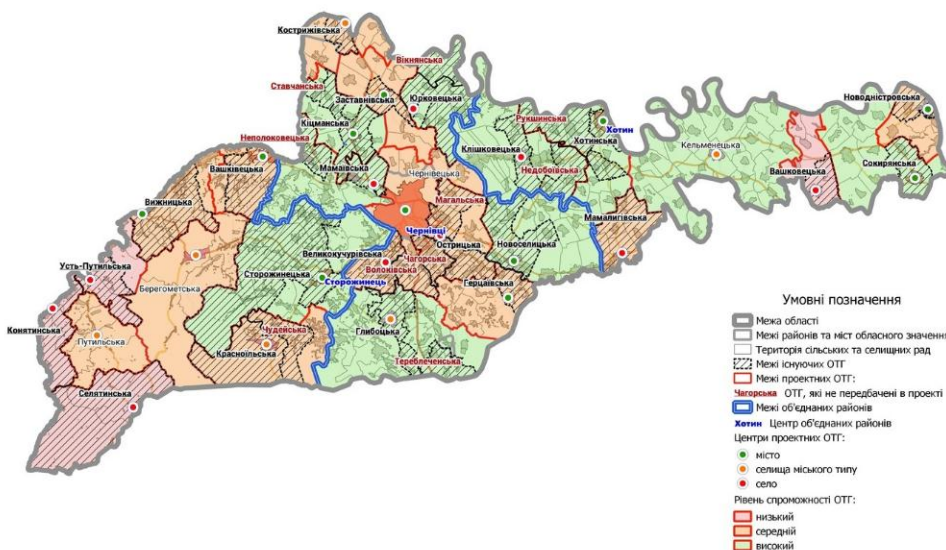 Кострижівська
Вікнянська
Ставчанська
Заставнівська
Юрковецька
Кіцманська
Рукшинська
Хотин
Новодністровська
Неполоковецька
Клішковецька
Хотинська
Кельменецька
Вашківецька
Мамаївська
Чернівецька
Недобоївська
Сокирянська
Вашковецька
Вижницька
Магальська
Мамалигівська
Чернівці
Острицька
Новоселицька
Великокучурівська
Чагорська
Усть-Путильська
Сторожинецька
Сторожинець
Волоківська
Берегометська
Герцаївська
Конятинська
Путильська
Чудейська
Глибоцька
Красноїльська
Тереблеченська
Селятинська
Умовні позначення
Межа області
Межі районів та міст обласного значення
Територія сільських та селищних рад
Межі існуючих ОТГ
Межі проектних ОТГ:
Чагорська ОТГ, які не передбачені в проекті
Межі об'єднаних районів
Хотин Центр об'єднаних районів
Центри проектних ОТГ:
місто
селища міського типу
село
Рівень спроможності ОТГ:
низький
середній
високий